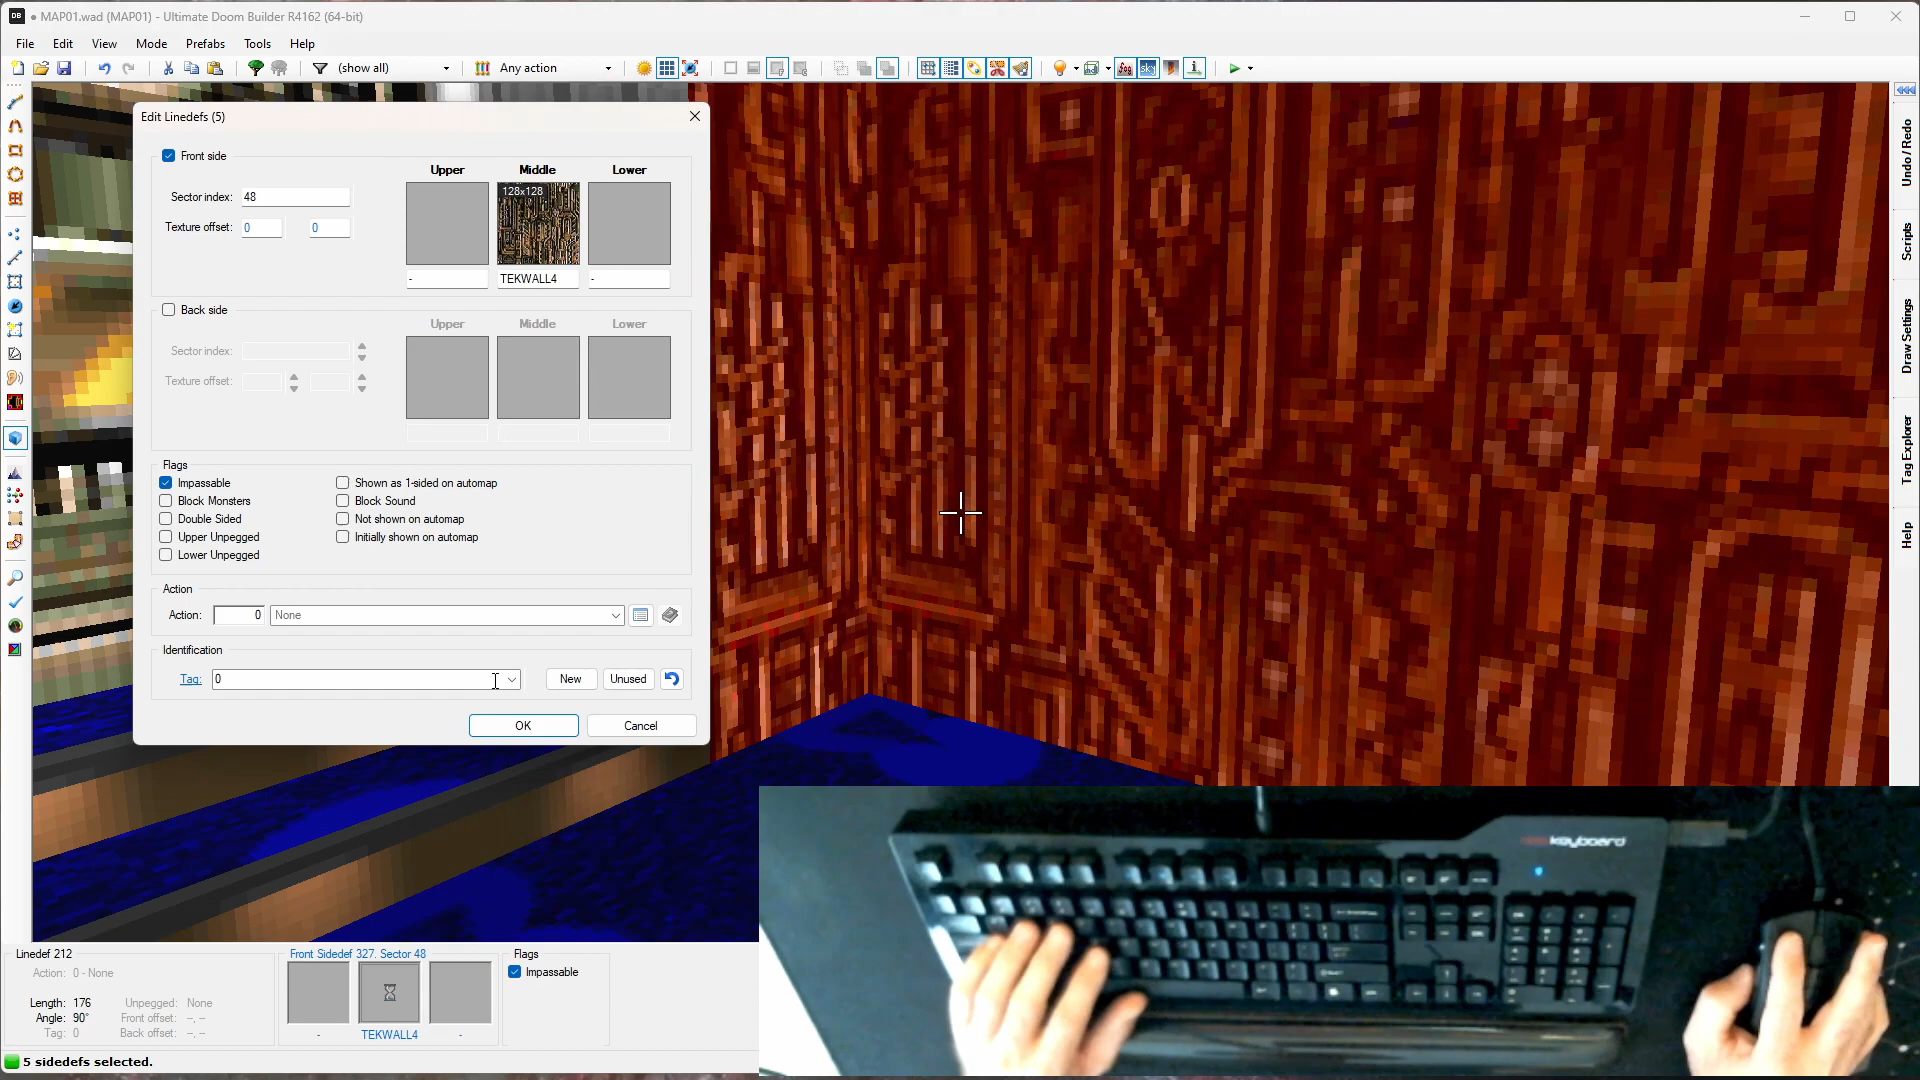 MAP01.wad (MAP01) - Ultimate Doom Builder R4162 (64-bit)
File Edit View Mode Prefabs Tools Help
(show all) Any action
Edit Linedefs (5)
Front side
Upper Middle Lower
128x128
Sector index: 48
Texture offset: 0 0
- TEKWALL4 -
Back side
Upper Middle Lower
Sector index:
Texture offset:
Flags
Impassable Shown as 1-sided on automap
Block Monsters Block Sound
Double Sided Not shown on automap
Upper Unpegged Initially shown on automap
Lower Unpegged
Action
Action: 0 None
Identification
Tag: 0 New Unused
OK Cancel
Undo / Redo
Scripts
Draw Settings
Tag Explorer
Help
Linedef 212
Action: 0 - None
Length: 176 Unpegged: None
Angle: 90° Front offset: --, --
Tag: 0 Back offset: --, --
Front Sidedef 327. Sector 48
- TEKWALL4 -
Flags
Impassable
5 sidedefs selected.
keyboard